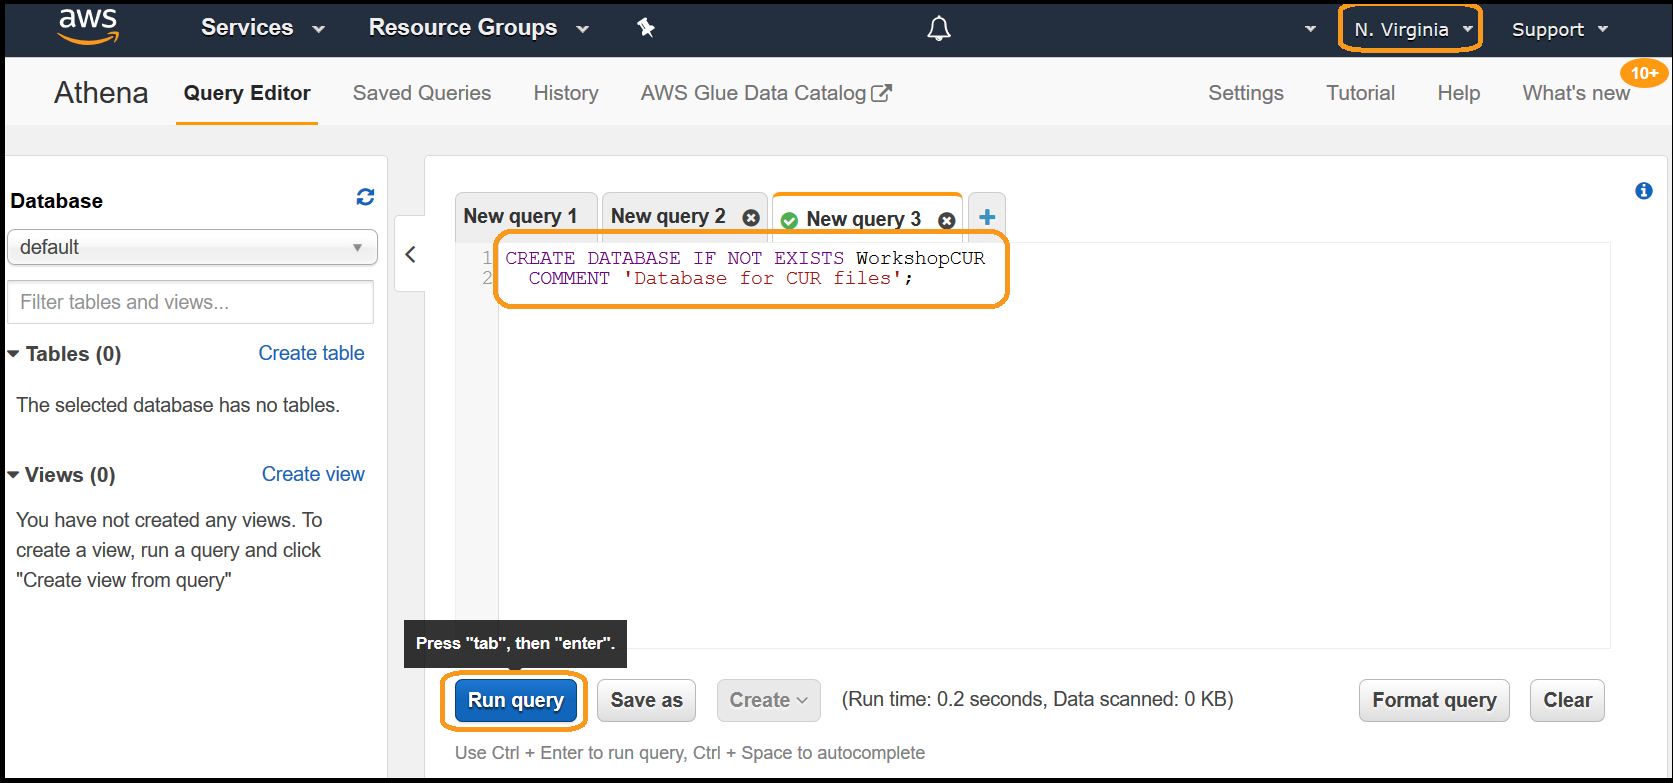 aws Services Resource Groups N. Virginia Support
Athena Query Editor Saved Queries History AWS Glue Data Catalog Settings Tutorial Help What's new 10+
Database
default
Filter tables and views...
Tables (0) Create table
The selected database has no tables.
Views (0) Create view
You have not created any views. To
create a view, run a query and click
"Create view from query"
New query 1 New query 2 New query 3
1 CREATE DATABASE IF NOT EXISTS WorkshopCUR
2 COMMENT 'Database for CUR files';
Press "tab", then "enter".
Run query Save as Create (Run time: 0.2 seconds, Data scanned: 0 KB) Format query Clear
Use Ctrl + Enter to run query, Ctrl + Space to autocomplete